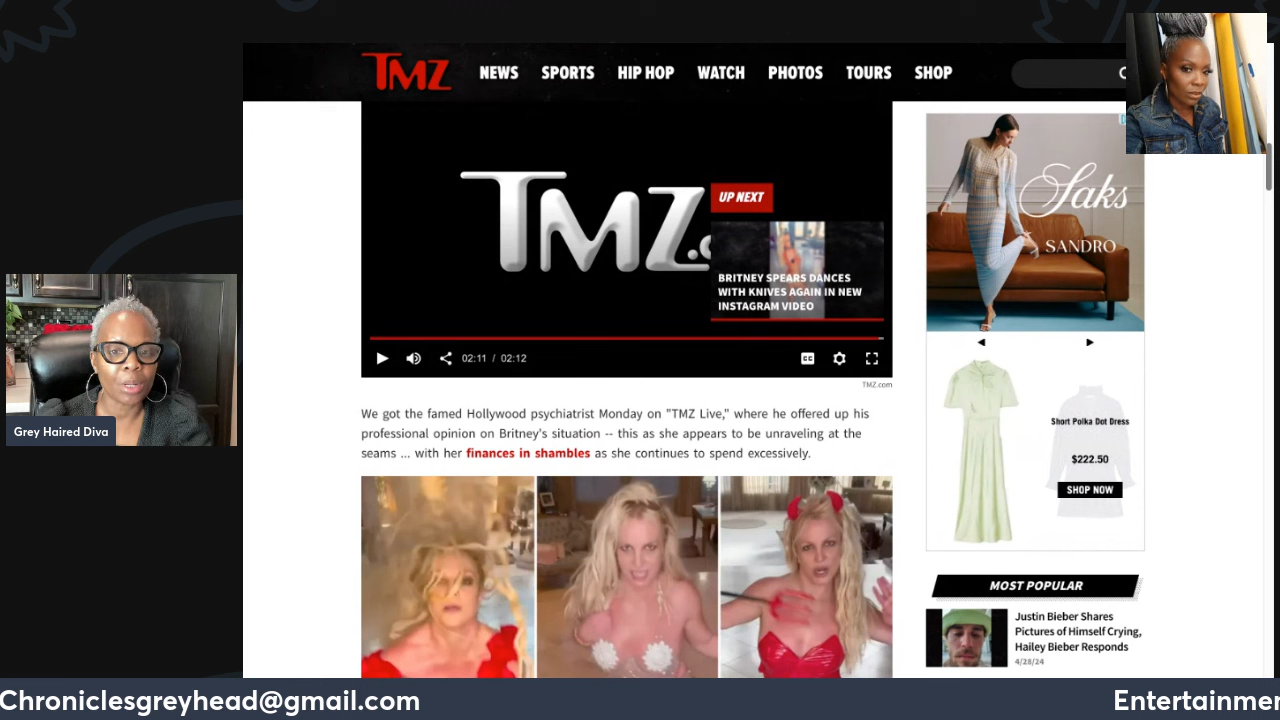 TMZ
NEWS
SPORTS
HIP HOP
WATCH
PHOTOS
TOURS
SHOP
TMZ.c
UP NEXT
BRITNEY SPEARS DANCES
WITH KNIVES AGAIN IN NEW
INSTAGRAM VIDEO
02:11 / 02:12
CC
TMZ.com
We got the famed Hollywood psychiatrist Monday on "TMZ Live," where he offered up his
professional opinion on Britney's situation -- this as she appears to be unraveling at the
seams ... with her finances in shambles as she continues to spend excessively.
Saks
SANDRO
Short Polka Dot Dress
$222.50
SHOP NOW
MOST POPULAR
Justin Bieber Shares
Pictures of Himself Crying,
Hailey Bieber Responds
4/28/24
Grey Haired Diva
Chroniclesgreyhead@gmail.com
Entertainmen